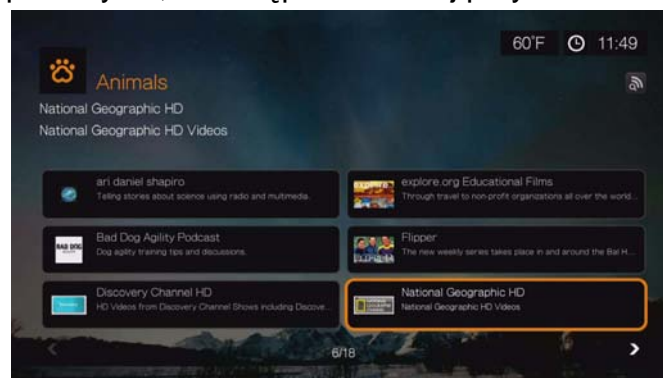 60°F 11:49
Animals
National Geographic HD
National Geographic HD Videos
ari daniel shapiro
Telling stories about science using radio and multimedia.
explore.org Educational Films
Through travel to non-profit organizations all over the world...
Bad Dog Agility Podcast
Dog agility training tips and discussions.
Flipper
The new weekly series takes place in and around the Bal H...
Discovery Channel HD
HD Videos from Discovery Channel Shows including Discove...
National Geographic HD
National Geographic HD Videos
6/18